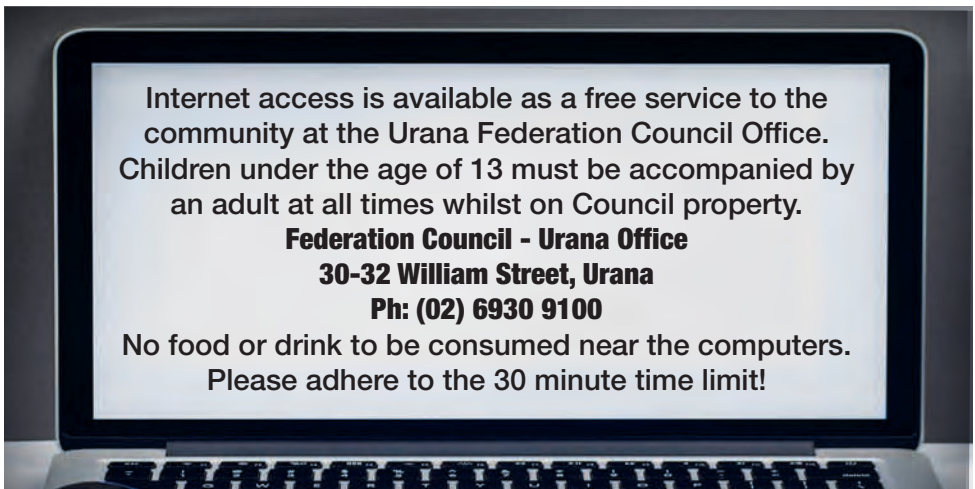 Internet access is available as a free service to the
community at the Urana Federation Council Office.
Children under the age of 13 must be accompanied by
an adult at all times whilst on Council property.
Federation Council - Urana Office
30-32 William Street, Urana
Ph: (02) 6930 9100
No food or drink to be consumed near the computers.
Please adhere to the 30 minute time limit!